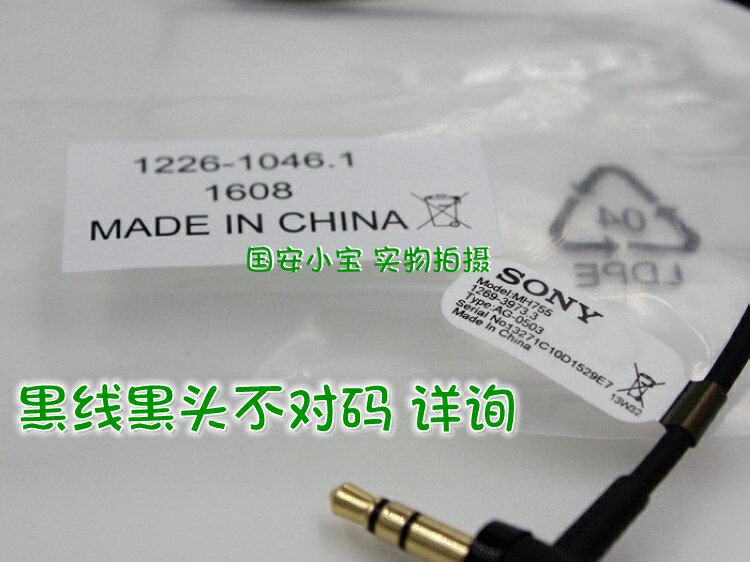 1226-1046.1
1608
MADE IN CHINA
国安小宝 实物拍摄
04
LDPE
SONY
Model:MH755
1269-3973.3
Type:AG-0503
Serial No13271C10D1529E7
Made in China
13W32
黑线黑头不对码 详询